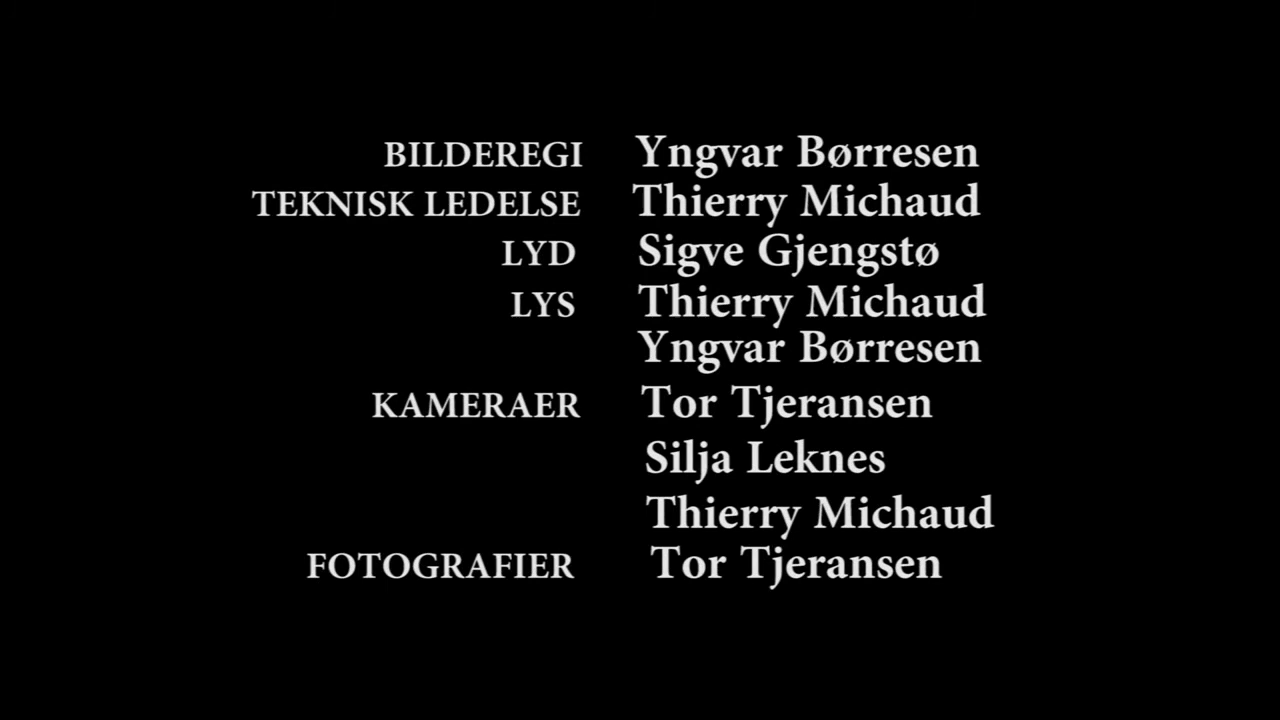 BILDEREGI Yngvar Børresen
TEKNISK LEDELSE Thierry Michaud
LYD Sigve Gjengstø
LYS Thierry Michaud
Yngvar Børresen
KAMERAER Tor Tjeransen
Silja Leknes
Thierry Michaud
FOTOGRAFIER Tor Tjeransen